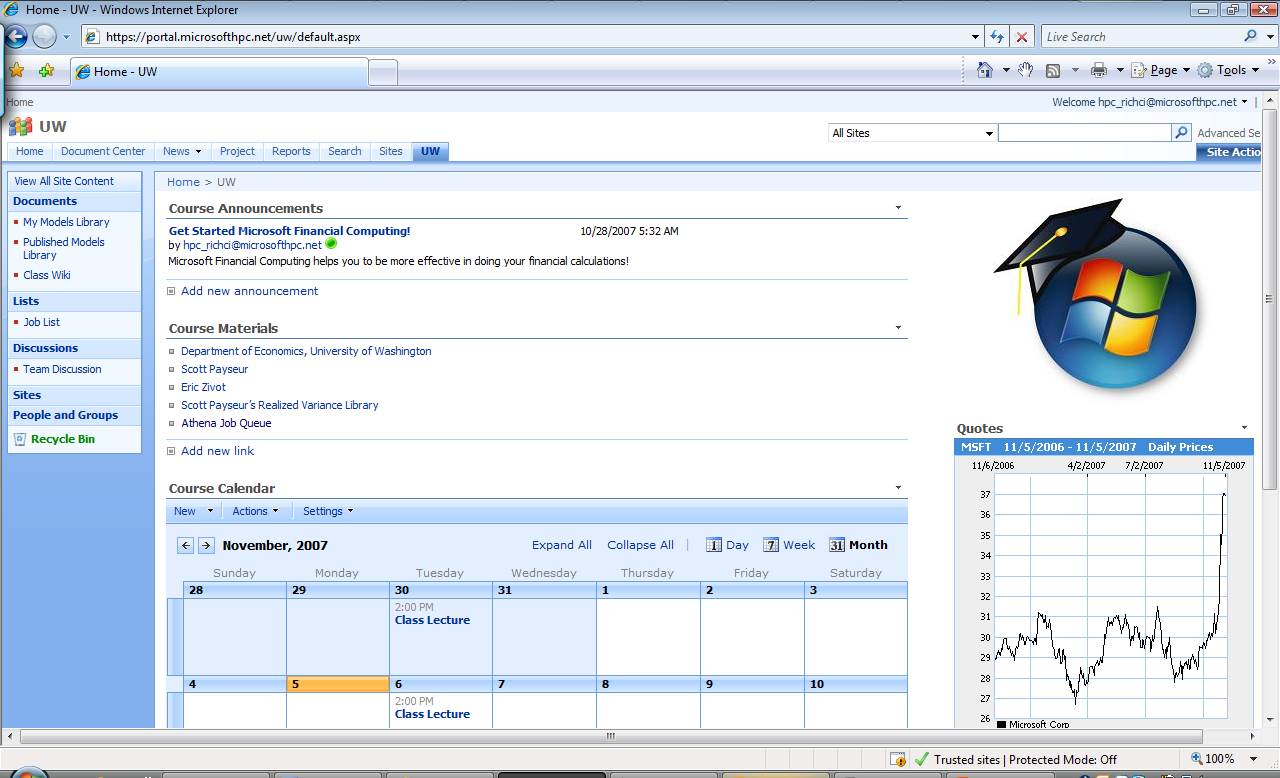 Home - UW - Windows Internet Explorer
https://portal.microsofthpc.net/uw/default.aspx
Live Search
Home - UW
Page
Tools
Home
Welcome hpc_richci@microsofthpc.net
UW
All Sites
Advanced Se
Home Document Center News Project Reports Search Sites UW
Site Actio
View All Site Content
Documents
My Models Library
Published Models
Library
Class Wiki
Lists
Job List
Discussions
Team Discussion
Sites
People and Groups
Recycle Bin
Home > UW
Course Announcements
Get Started Microsoft Financial Computing! 10/28/2007 5:32 AM
by hpc_richci@microsofthpc.net
Microsoft Financial Computing helps you to be more effective in doing your financial calculations!
Add new announcement
Course Materials
Department of Economics, University of Washington
Scott Payseur
Eric Zivot
Scott Payseur's Realized Variance Library
Athena Job Queue
Add new link
Course Calendar
New Actions Settings
November, 2007
Expand All Collapse All | 1 Day 7 Week 31 Month
Sunday Monday Tuesday Wednesday Thursday Friday Saturday
28 29 30 31 1 2 3
2:00 PM
Class Lecture
4 5 6 7 8 9 10
2:00 PM
Class Lecture
Quotes
MSFT 11/5/2006 - 11/5/2007 Daily Prices
11/6/2006 4/2/2007 7/2/2007 11/5/2007
37
36
35
34
33
32
31
30
29
28
27
26
Microsoft Corp
Trusted sites | Protected Mode: Off
100%